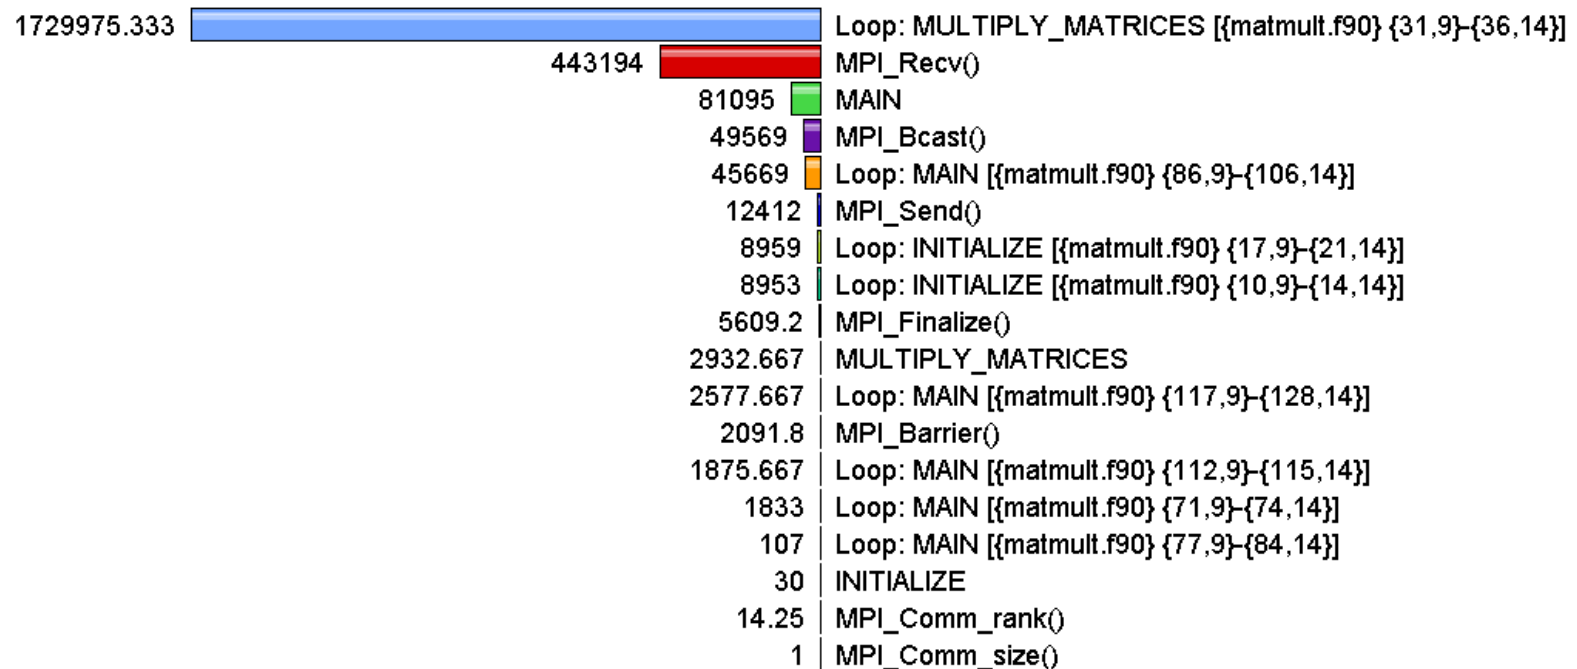 1729975.333 Loop: MULTIPLY_MATRICES [{matmult.f90} {31,9}-{36,14}]
443194 MPI_Recv()
81095 MAIN
49569 MPI_Bcast()
45669 Loop: MAIN [{matmult.f90} {86,9}-{106,14}]
12412 MPI_Send()
8959 Loop: INITIALIZE [{matmult.f90} {17,9}-{21,14}]
8953 Loop: INITIALIZE [{matmult.f90} {10,9}-{14,14}]
5609.2 MPI_Finalize()
2932.667 MULTIPLY_MATRICES
2577.667 Loop: MAIN [{matmult.f90} {117,9}-{128,14}]
2091.8 MPI_Barrier()
1875.667 Loop: MAIN [{matmult.f90} {112,9}-{115,14}]
1833 Loop: MAIN [{matmult.f90} {71,9}-{74,14}]
107 Loop: MAIN [{matmult.f90} {77,9}-{84,14}]
30 INITIALIZE
14.25 MPI_Comm_rank()
1 MPI_Comm_size()